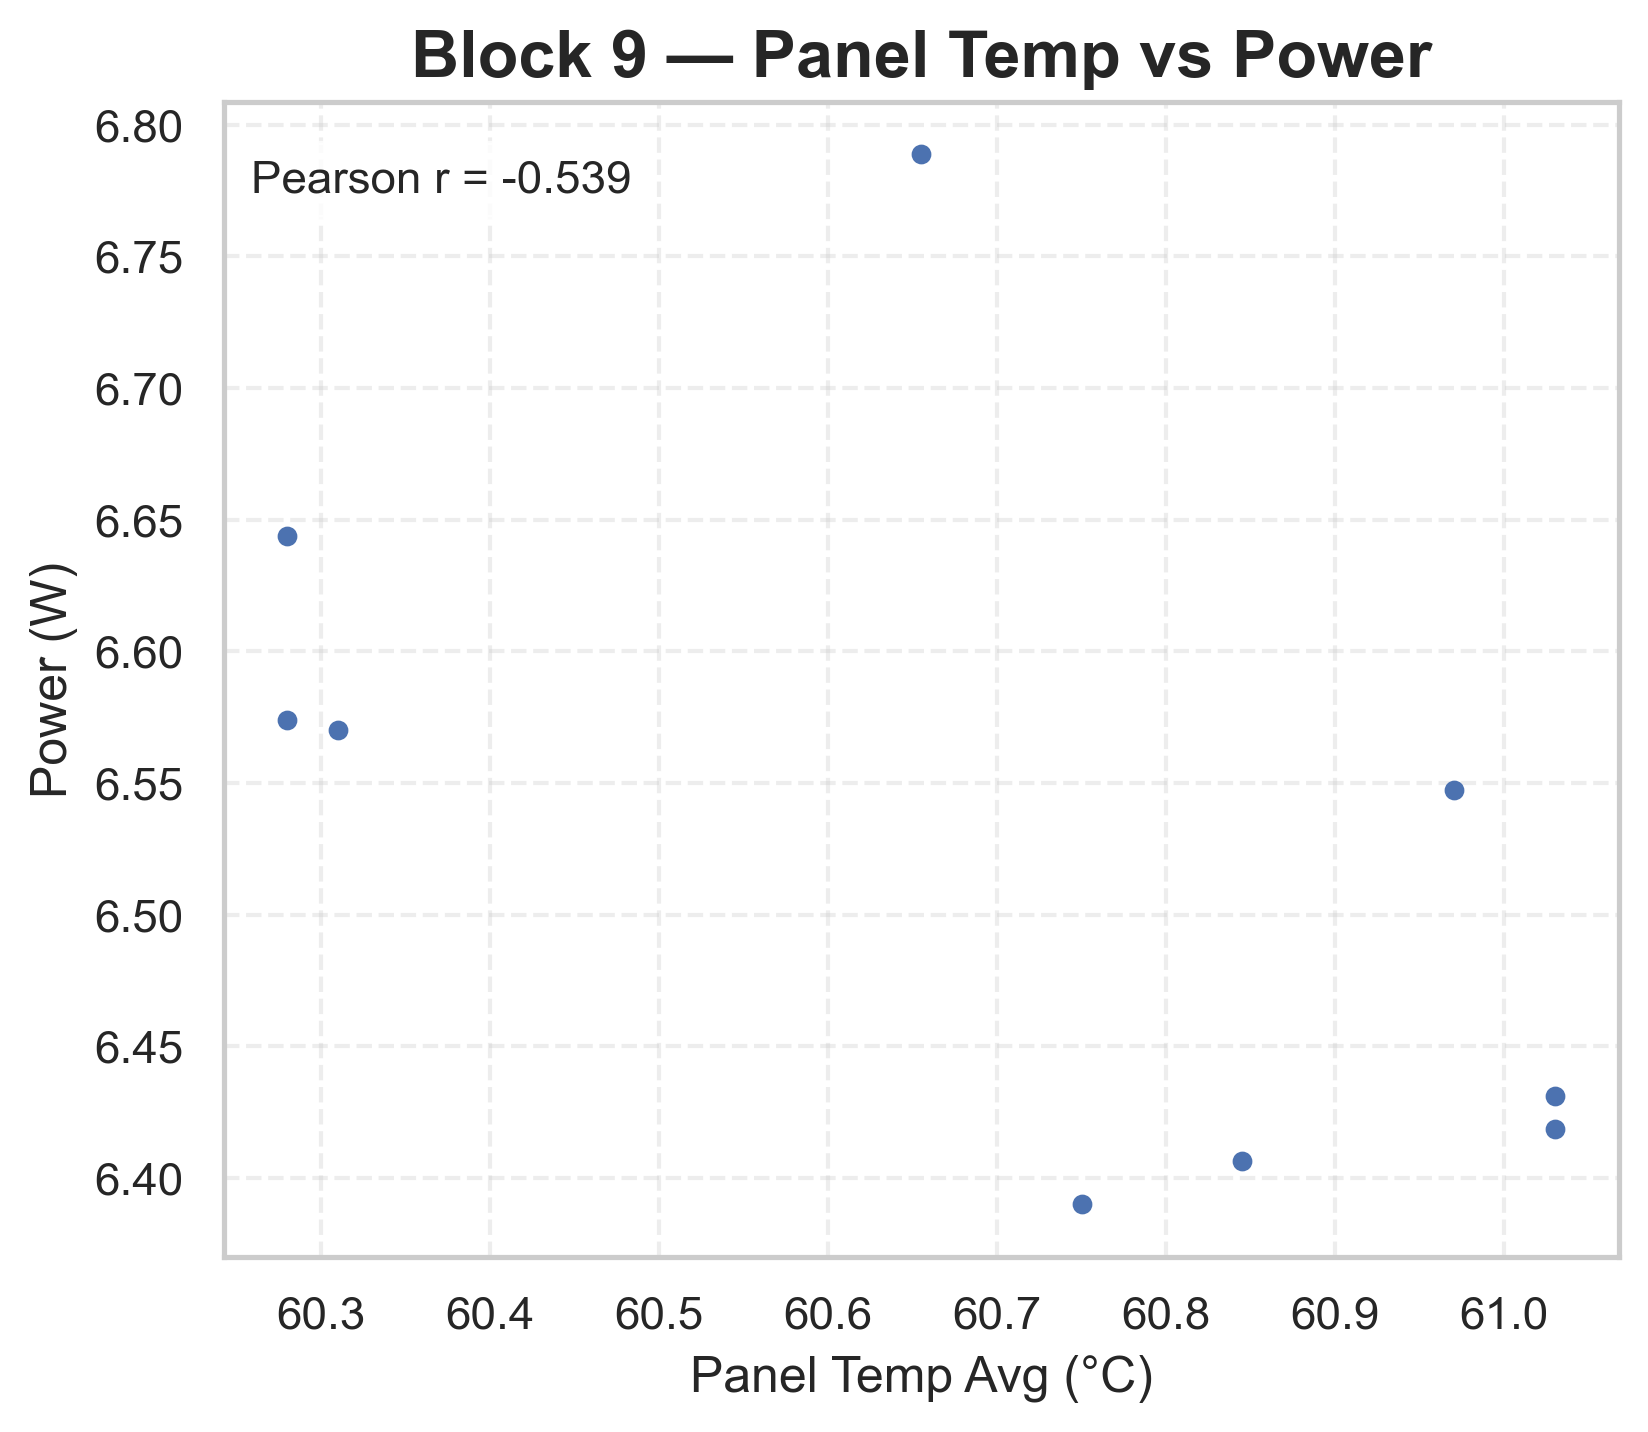 Block 9 — Panel Temp vs Power
Pearson r = -0.539
6.80
6.75
6.70
6.65
6.60
6.55
6.50
6.45
6.40
Power (W)
60.3 60.4 60.5 60.6 60.7 60.8 60.9 61.0
Panel Temp Avg (°C)